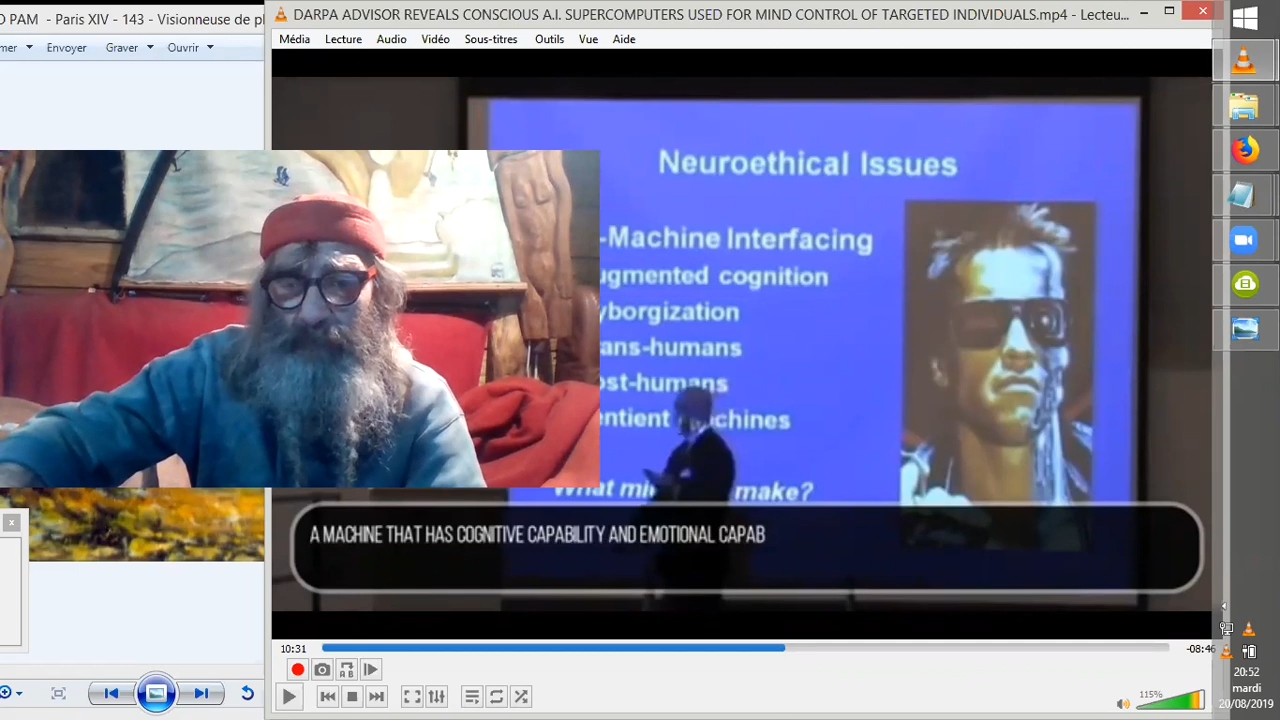 O PAM - Paris XIV - 143 - Visionneuse de pl
DARPA ADVISOR REVEALS CONSCIOUS A.I. SUPERCOMPUTERS USED FOR MIND CONTROL OF TARGETED INDIVIDUALS.mp4 - Lecteu...
mer Envoyer Graver Ouvrir
Média Lecture Audio Vidéo Sous-titres Outils Vue Aide
Neuroethical Issues
-Machine Interfacing
ugmented cognition
yborgization
ans-humans
ost-humans
entient chines
What mi make?
A MACHINE THAT HAS COGNITIVE CAPABILITY AND EMOTIONAL CAPAB
x
10:31 -08:46
115%
20:52
mardi
20/08/2019